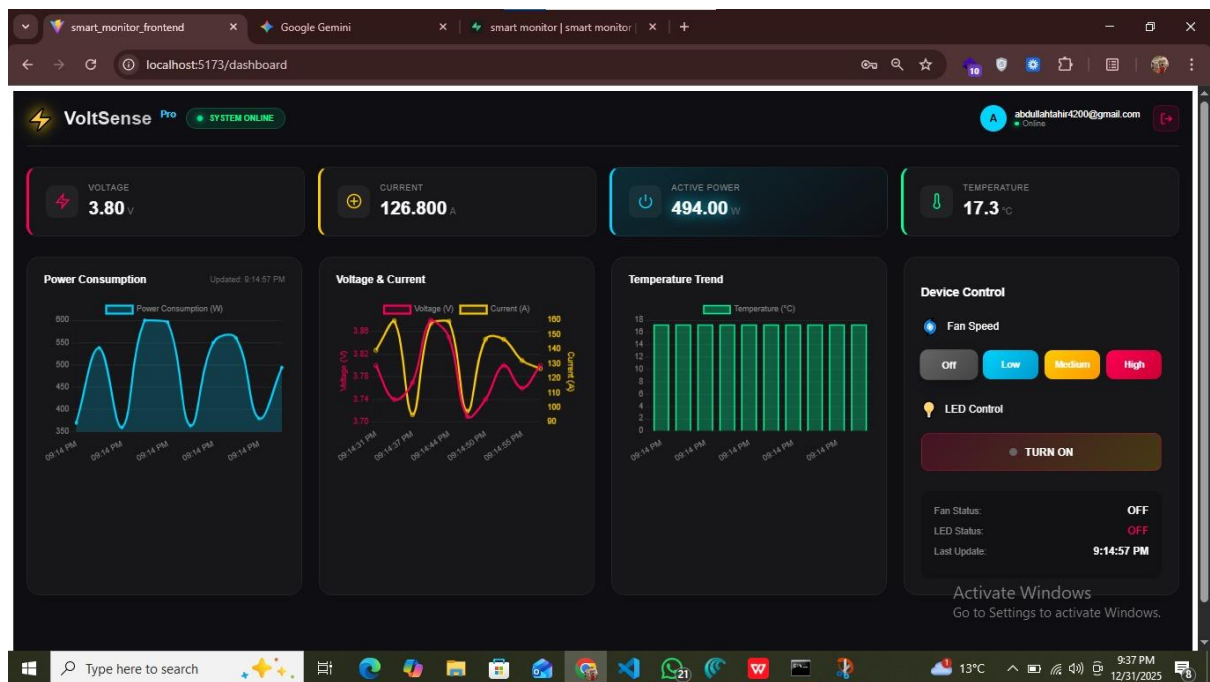 smart_monitor_frontend
Google Gemini
smart monitor | smart monitor |
localhost:5173/dashboard
10
VoltSense Pro
SYSTEM ONLINE
A
abdullahtahir4200@gmail.com
Online
VOLTAGE
3.80 V
CURRENT
126.800 A
ACTIVE POWER
494.00 W
TEMPERATURE
17.3 °C
Power Consumption
Updated: 9:14:57 PM
Power Consumption (W)
600
550
500
450
400
350
09:14 PM
09:14 PM
09:14 PM
09:14 PM
09:14 PM
Voltage & Current
Voltage (V)
Current (A)
Voltage (V)
3.82
3.78
3.74
3.70
160
150
140
130
120
110
100
90
Current (A)
09:14:31 PM
09:14:37 PM
09:14:44 PM
09:14:50 PM
09:14:55 PM
Temperature Trend
Temperature (°C)
18
16
14
12
10
8
6
4
2
0
09:14 PM
09:14 PM
09:14 PM
09:14 PM
09:14 PM
Device Control
Fan Speed
Off
Low
Medium
High
LED Control
TURN ON
Fan Status: OFF
LED Status: OFF
Last Update: 9:14:57 PM
Activate Windows
Go to Settings to activate Windows.
Type here to search
21
W
13°C
9:37 PM
12/31/2025
8